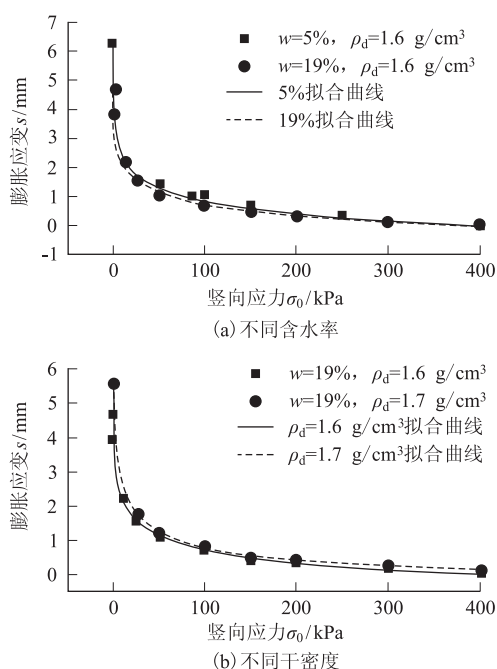 7
6
5
4
3
2
1
0
-1
膨胀应变s/mm
w=5%，ρd=1.6 g/cm³
w=19%，ρd=1.6 g/cm³
5%拟合曲线
19%拟合曲线
0 100 200 300 400
竖向应力σ0/kPa
(a)不同含水率
6
5
4
3
2
1
0
膨胀应变s/mm
w=19%，ρd=1.6 g/cm³
w=19%，ρd=1.7 g/cm³
ρd=1.6 g/cm³拟合曲线
ρd=1.7 g/cm³拟合曲线
0 100 200 300 400
竖向应力σ0/kPa
(b)不同干密度